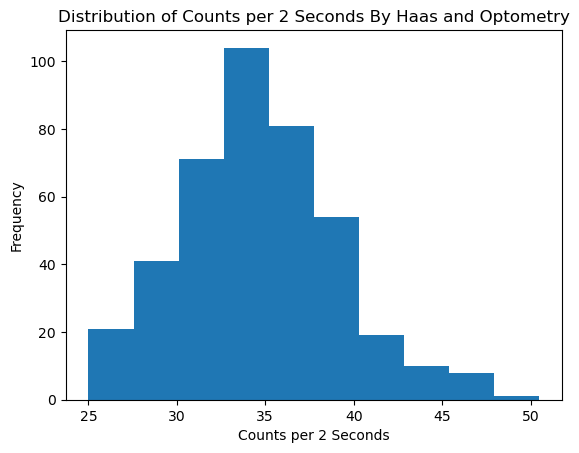 Distribution of Counts per 2 Seconds By Haas and Optometry
100
80
60
40
20
0
Frequency
25 30 35 40 45 50
Counts per 2 Seconds